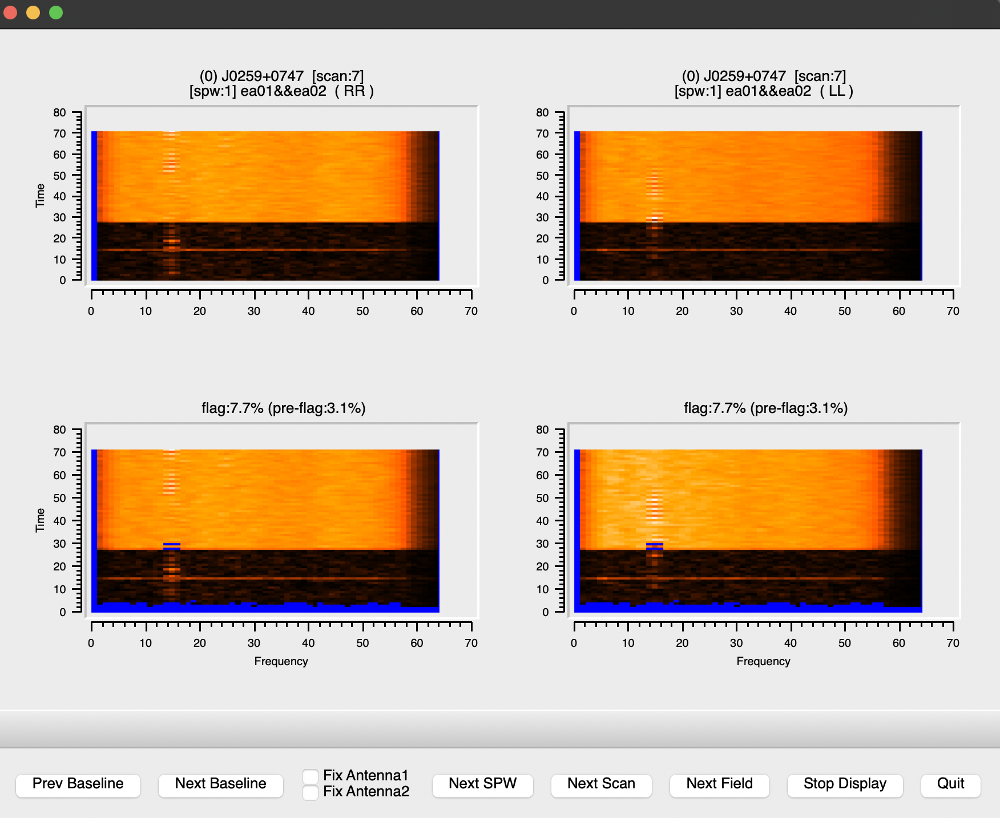 (0) J0259+0747 [scan:7]
[spw:1] ea01&&ea02 ( RR )
80
70
60
50
40
30
20
10
0
Time
0 10 20 30 40 50 60 70
(0) J0259+0747 [scan:7]
[spw:1] ea01&&ea02 ( LL )
80
70
60
50
40
30
20
10
0
0 10 20 30 40 50 60 70
flag:7.7% (pre-flag:3.1%)
80
70
60
50
40
30
20
10
0
Time
0 10 20 30 40 50 60 70
Frequency
flag:7.7% (pre-flag:3.1%)
80
70
60
50
40
30
20
10
0
0 10 20 30 40 50 60 70
Frequency
Prev Baseline
Next Baseline
Fix Antenna1
Fix Antenna2
Next SPW
Next Scan
Next Field
Stop Display
Quit